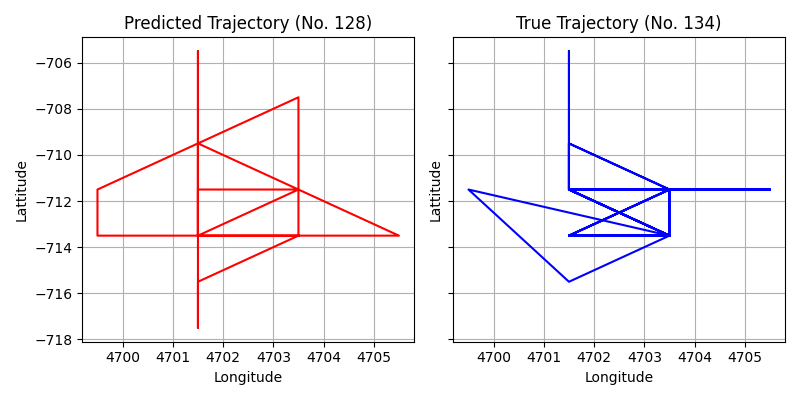 Predicted Trajectory (No. 128)
True Trajectory (No. 134)
Lattitude
−706
−708
−710
−712
−714
−716
−718
4700 4701 4702 4703 4704 4705
Longitude
Lattitude
4700 4701 4702 4703 4704 4705
Longitude